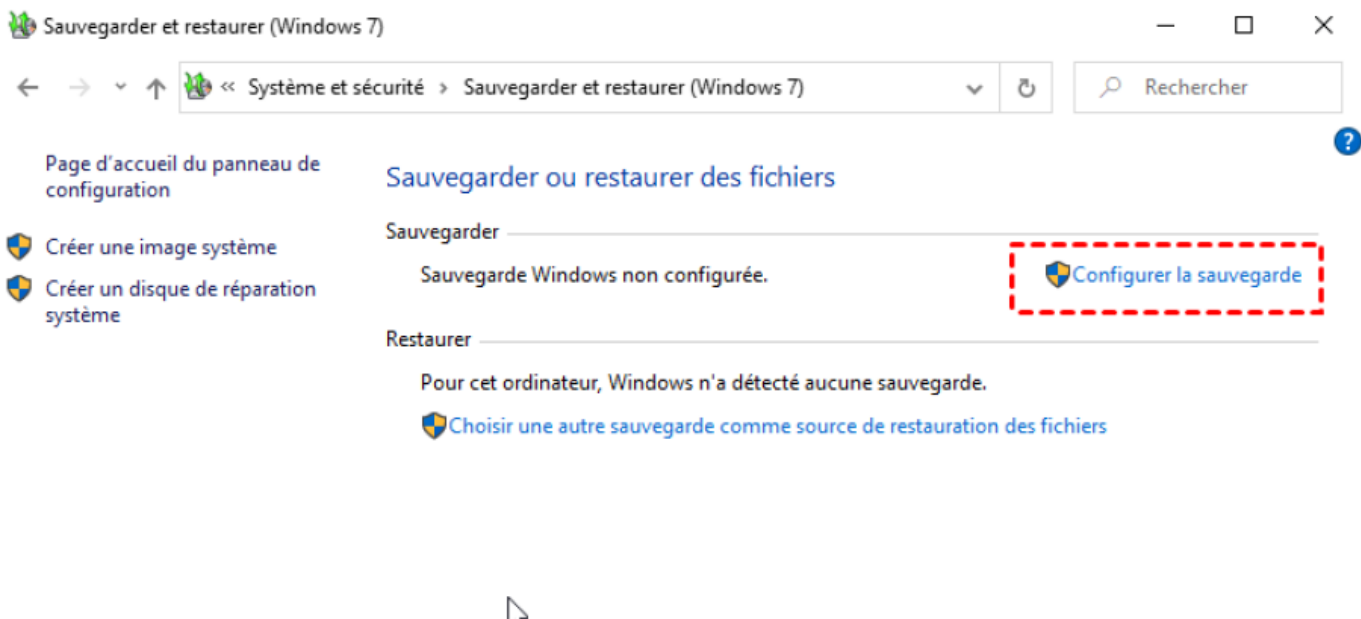 Sauvegarder et restaurer (Windows 7)
« Système et sécurité › Sauvegarder et restaurer (Windows 7)
Rechercher
Page d'accueil du panneau de
configuration
Créer une image système
Créer un disque de réparation
système
Sauvegarder ou restaurer des fichiers
Sauvegarder
Sauvegarde Windows non configurée.
Configurer la sauvegarde
Restaurer
Pour cet ordinateur, Windows n'a détecté aucune sauvegarde.
Choisir une autre sauvegarde comme source de restauration des fichiers